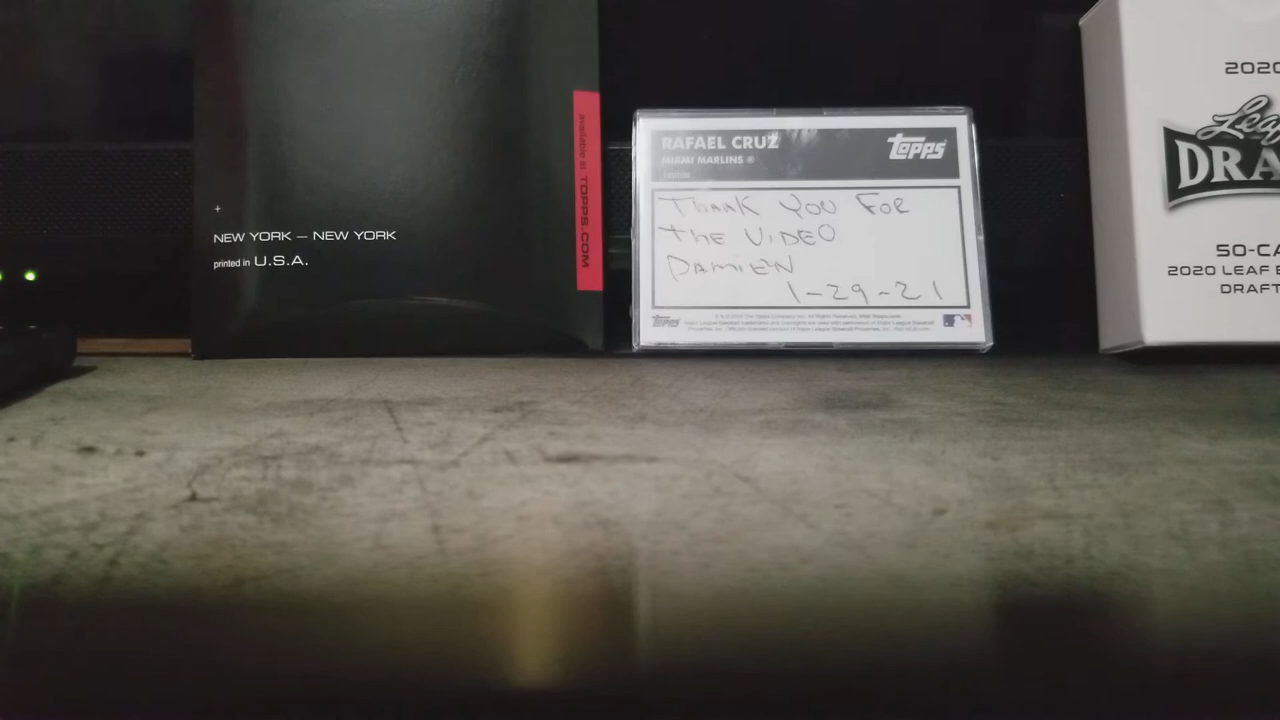 +
NEW YORK – NEW YORK
printed in U.S.A.
available at TOPPS.COM
RAFAEL CRUZ
MIAMI MARLINS ®
Topps
THANK YOU FOR
THE VIDEO
DAMIEN
1-29-21
Topps
2020
Leaf
DRA
50-CA
2020 LEAF E
DRAFT